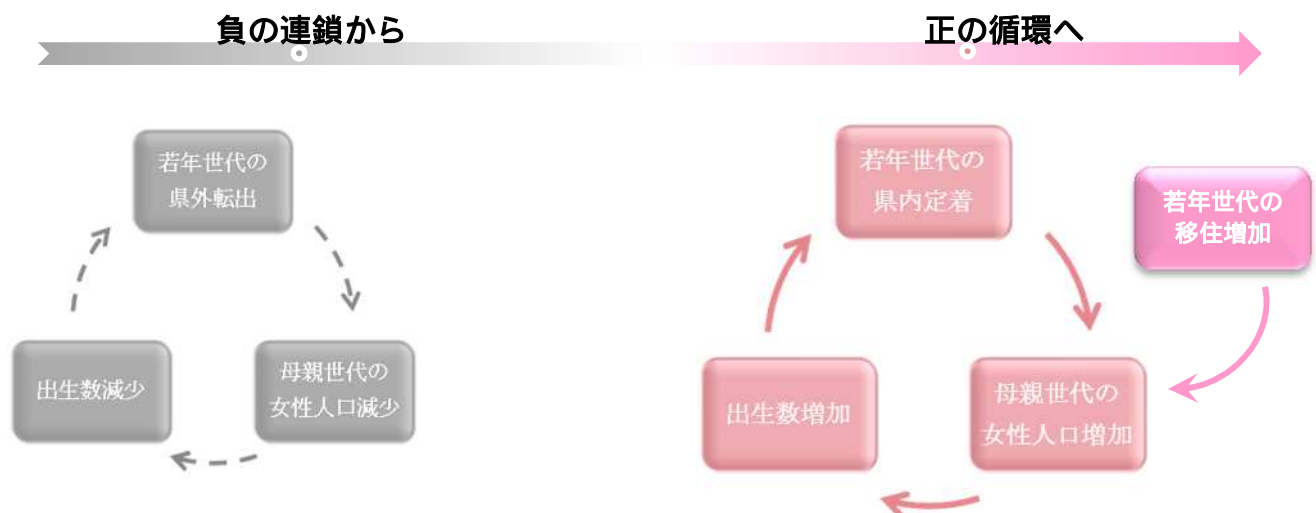 負の連鎖から
正の循環へ
若年世代の
県外転出
出生数減少
母親世代の
女性人口減少
若年世代の
県内定着
若年世代の
移住増加
出生数増加
母親世代の
女性人口増加